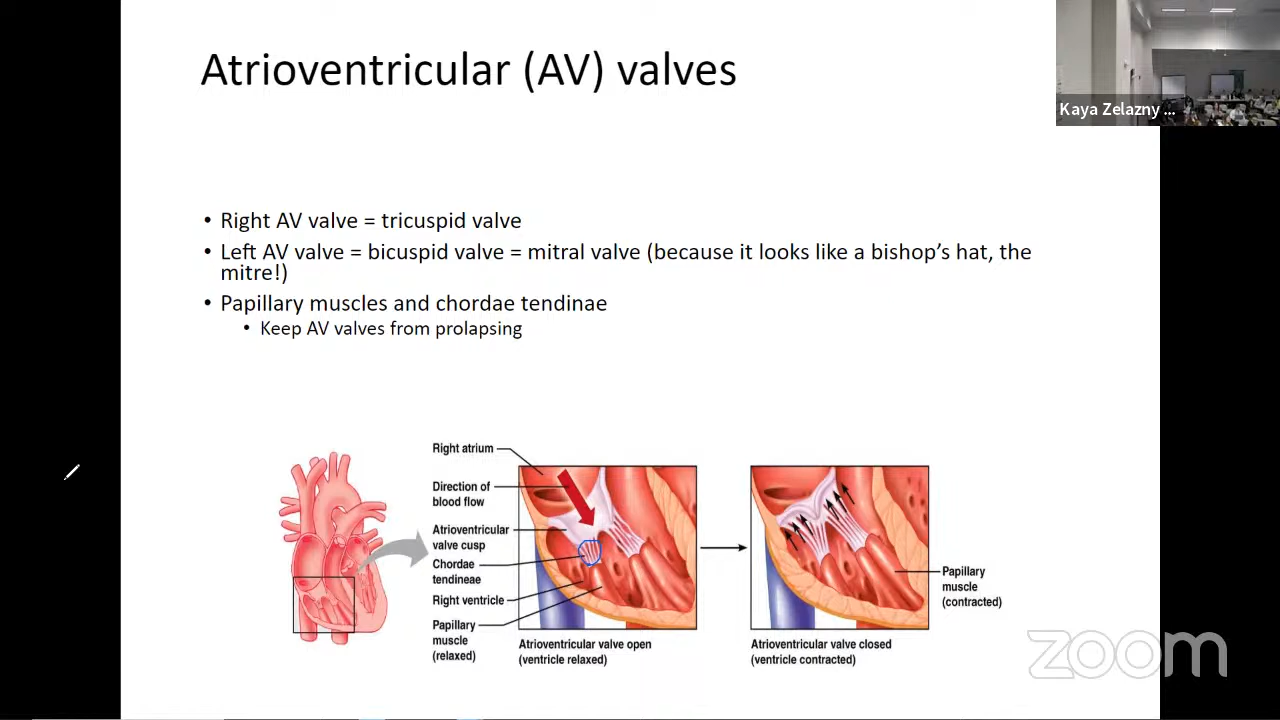 Atrioventricular (AV) valves
Kaya Zelazny ...
• Right AV valve = tricuspid valve
• Left AV valve = bicuspid valve = mitral valve (because it looks like a bishop’s hat, the
mitre!)
• Papillary muscles and chordae tendinae
• Keep AV valves from prolapsing
Right atrium
Direction of
blood flow
Atrioventricular
valve cusp
Chordae
tendineae
Right ventricle
Papillary
muscle
(relaxed)
Atrioventricular valve open
(ventricle relaxed)
Atrioventricular valve closed
(ventricle contracted)
Papillary
muscle
(contracted)
zoom